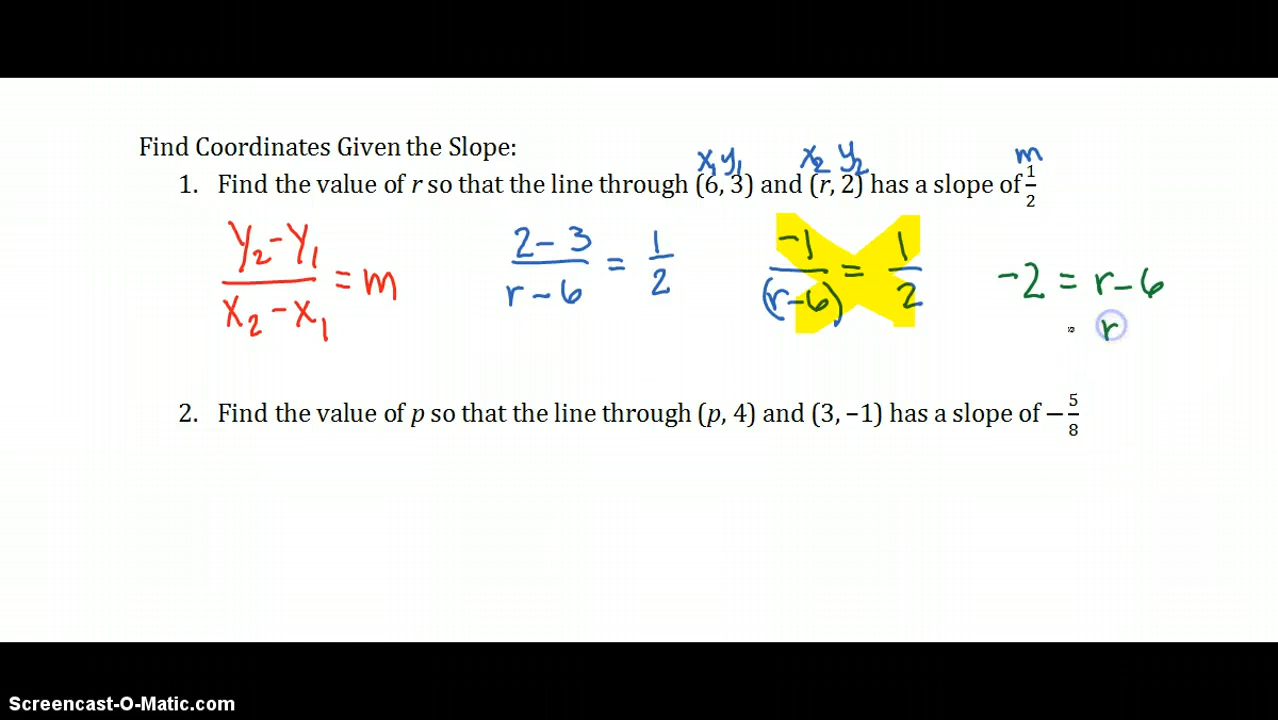 Find Coordinates Given the Slope:
x₁ y₁ x₂ y₂ m
1. Find the value of r so that the line through (6, 3) and (r, 2) has a slope of 1/2
(y₂ - y₁)/(x₂ - x₁) = m
(2 - 3)/(r - 6) = 1/2
-1/(r - 6) = 1/2
-2 = r - 6
r
2. Find the value of p so that the line through (p, 4) and (3, −1) has a slope of − 5/8
Screencast-O-Matic.com